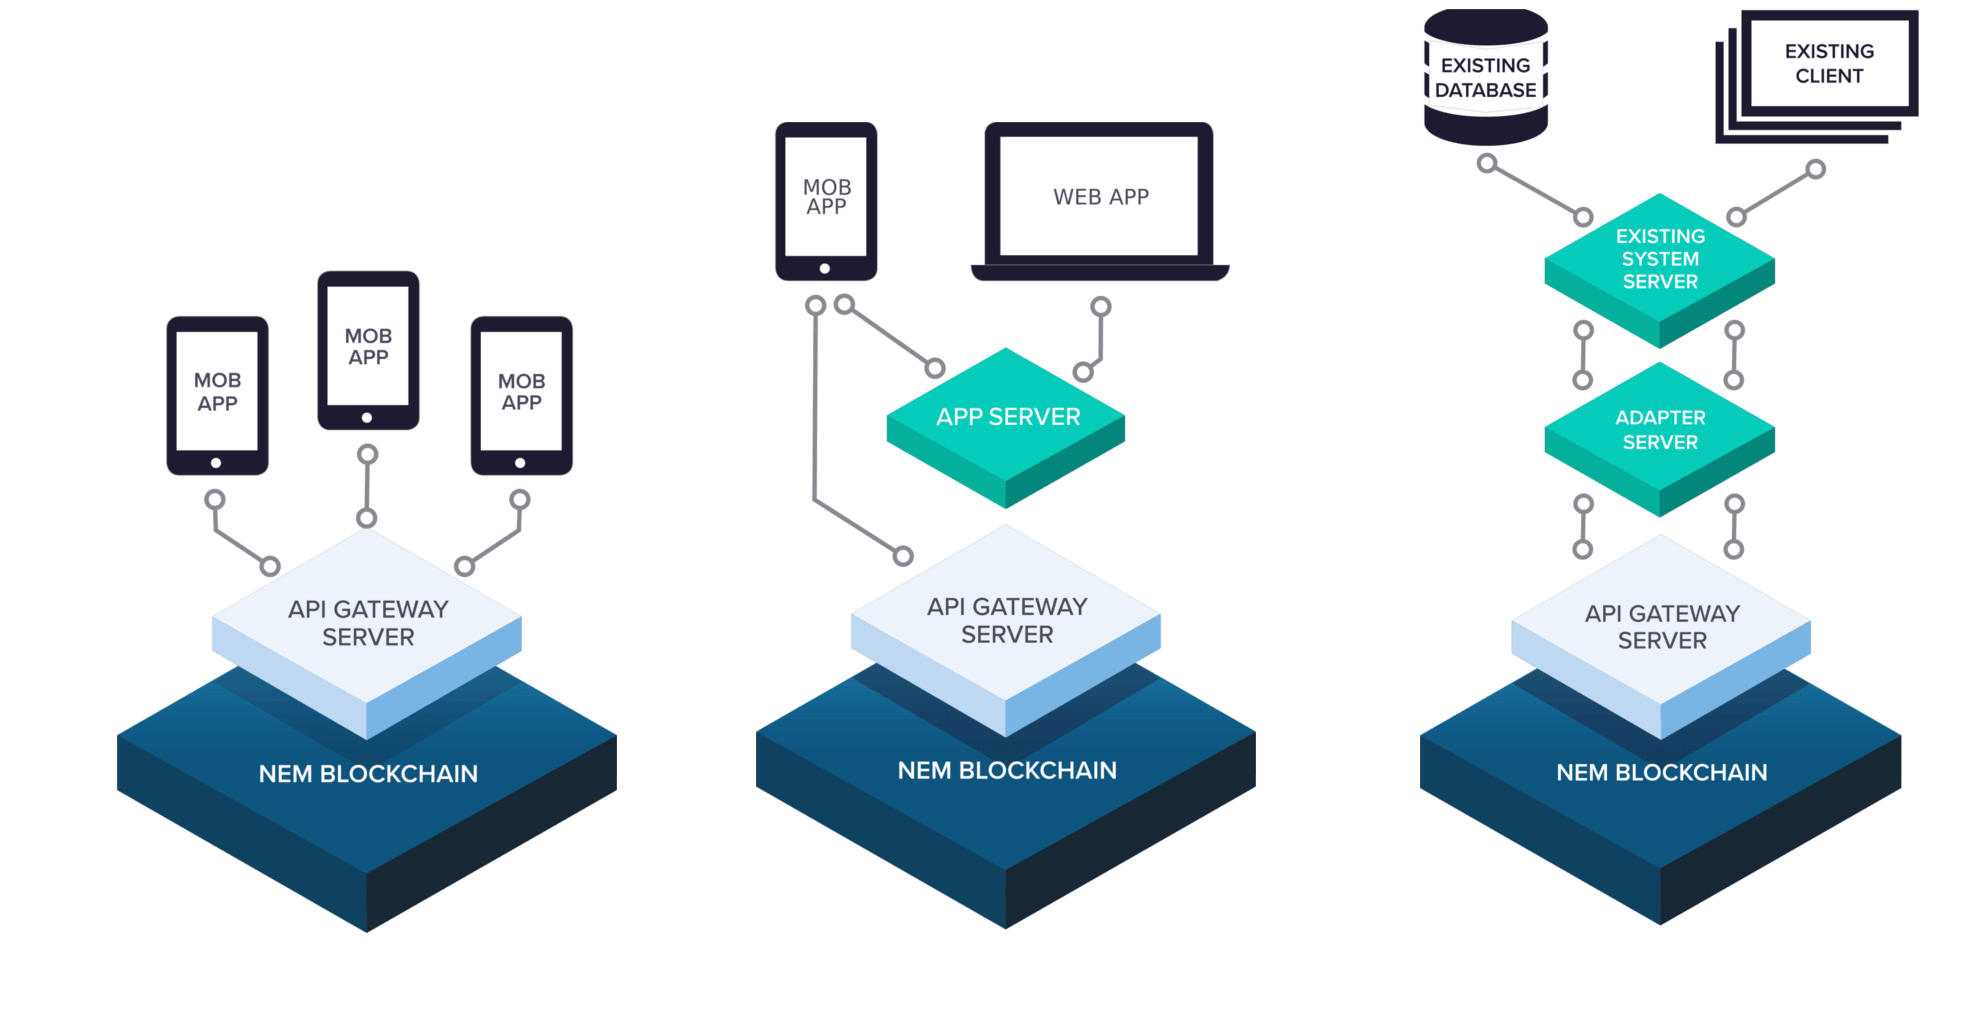 MOB
APP
MOB
APP
MOB
APP
API GATEWAY
SERVER
NEM BLOCKCHAIN
MOB
APP
WEB APP
APP SERVER
API GATEWAY
SERVER
NEM BLOCKCHAIN
EXISTING
DATABASE
EXISTING
CLIENT
EXISTING
SYSTEM
SERVER
ADAPTER
SERVER
API GATEWAY
SERVER
NEM BLOCKCHAIN